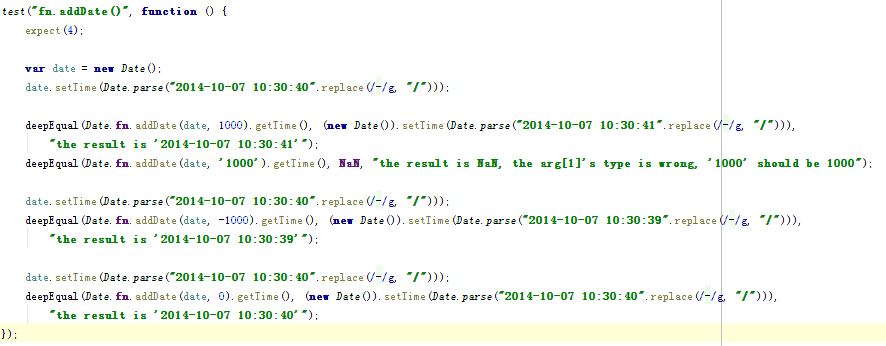 test("fn.addDate()", function () {
expect(4);
var date = new Date();
date.setTime(Date.parse("2014-10-07 10:30:40".replace(/-/g, "/")));
deepEqual(Date.fn.addDate(date, 1000).getTime(), (new Date()).setTime(Date.parse("2014-10-07 10:30:41".replace(/-/g, "/"))),
"the result is '2014-10-07 10:30:41'");
deepEqual(Date.fn.addDate(date, '1000').getTime(), NaN, "the result is NaN, the arg[1]'s type is wrong, '1000' should be 1000");
date.setTime(Date.parse("2014-10-07 10:30:40".replace(/-/g, "/")));
deepEqual(Date.fn.addDate(date, -1000).getTime(), (new Date()).setTime(Date.parse("2014-10-07 10:30:39".replace(/-/g, "/"))),
"the result is '2014-10-07 10:30:39'");
date.setTime(Date.parse("2014-10-07 10:30:40".replace(/-/g, "/")));
deepEqual(Date.fn.addDate(date, 0).getTime(), (new Date()).setTime(Date.parse("2014-10-07 10:30:40".replace(/-/g, "/"))),
"the result is '2014-10-07 10:30:40'");
});